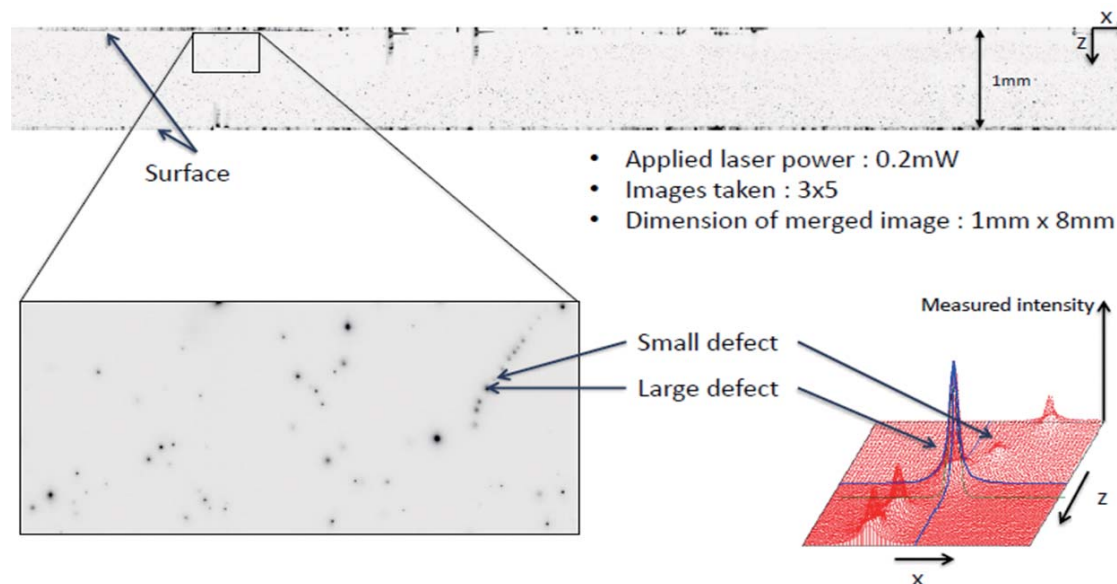 X
Z
1mm
Surface
• Applied laser power : 0.2mW
• Images taken : 3x5
• Dimension of merged image : 1mm x 8mm
Measured intensity
Small defect
Large defect
Z
X